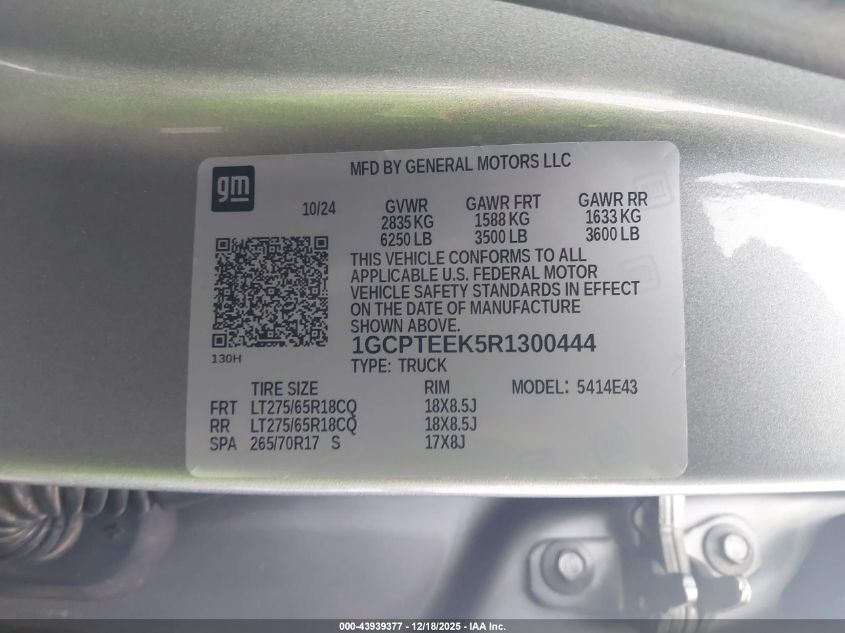 gm
MFD BY GENERAL MOTORS LLC
10/24
GVWR GAWR FRT GAWR RR
2835 KG 1588 KG 1633 KG
6250 LB 3500 LB 3600 LB
THIS VEHICLE CONFORMS TO ALL
APPLICABLE U.S. FEDERAL MOTOR
VEHICLE SAFETY STANDARDS IN EFFECT
ON THE DATE OF MANUFACTURE
SHOWN ABOVE.
1GCPTEEK5R1300444
130H
TYPE: TRUCK
TIRE SIZE RIM MODEL: 5414E43
FRT LT275/65R18CQ 18X8.5J
RR LT275/65R18CQ 18X8.5J
SPA 265/70R17 S 17X8J
000-43939377 - 12/18/2025 - IAA Inc.